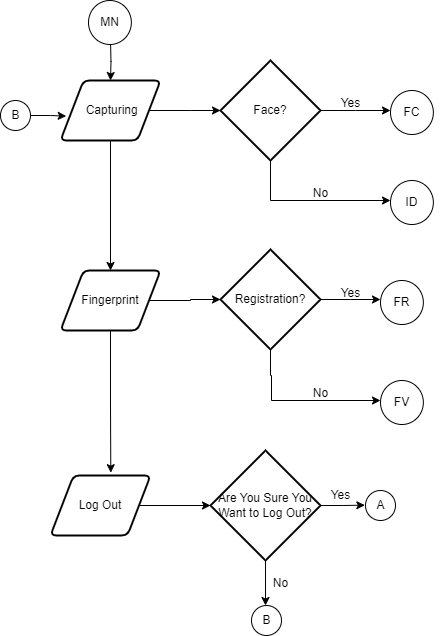 MN
B
Capturing
Face?
Yes
FC
No
ID
Fingerprint
Registration?
Yes
FR
No
FV
Log Out
Are You Sure You
Want to Log Out?
Yes
A
No
B